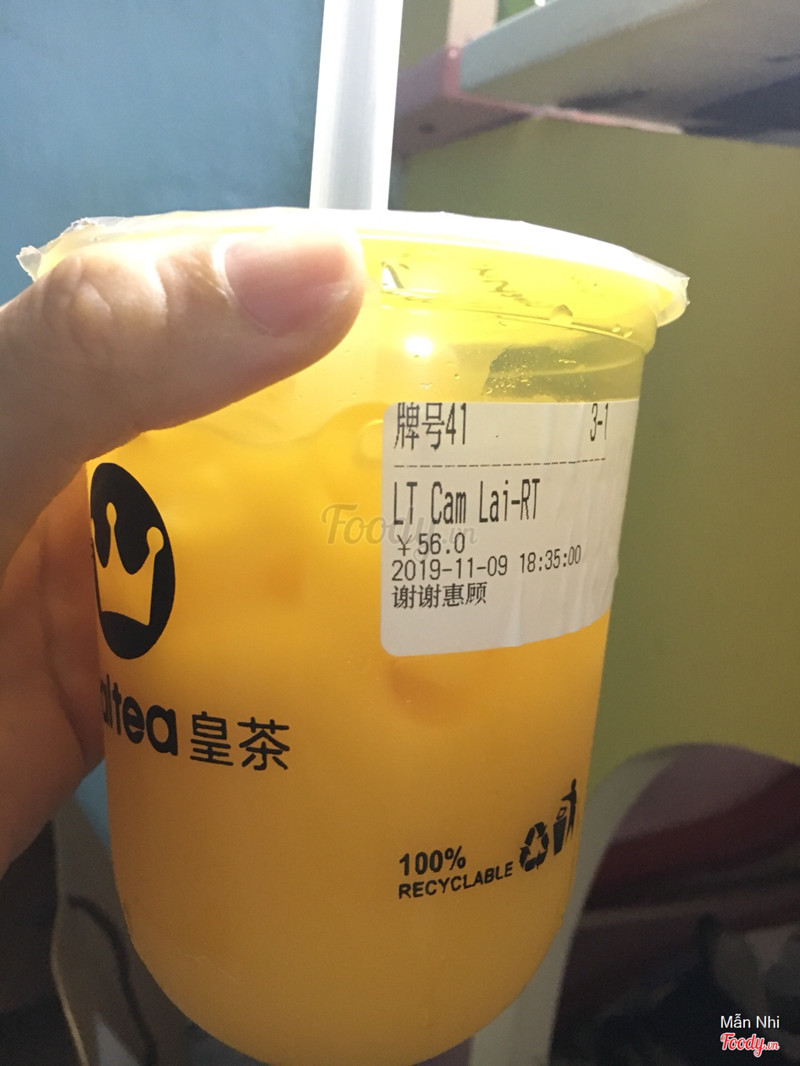 牌号41 3-1
LT Cam Lai-RT
￥56.0
2019-11-09 18:35:00
谢谢惠顾
Foody.vn
altea 皇茶
100%
RECYCLABLE
Mẫn Nhi
Foody.vn